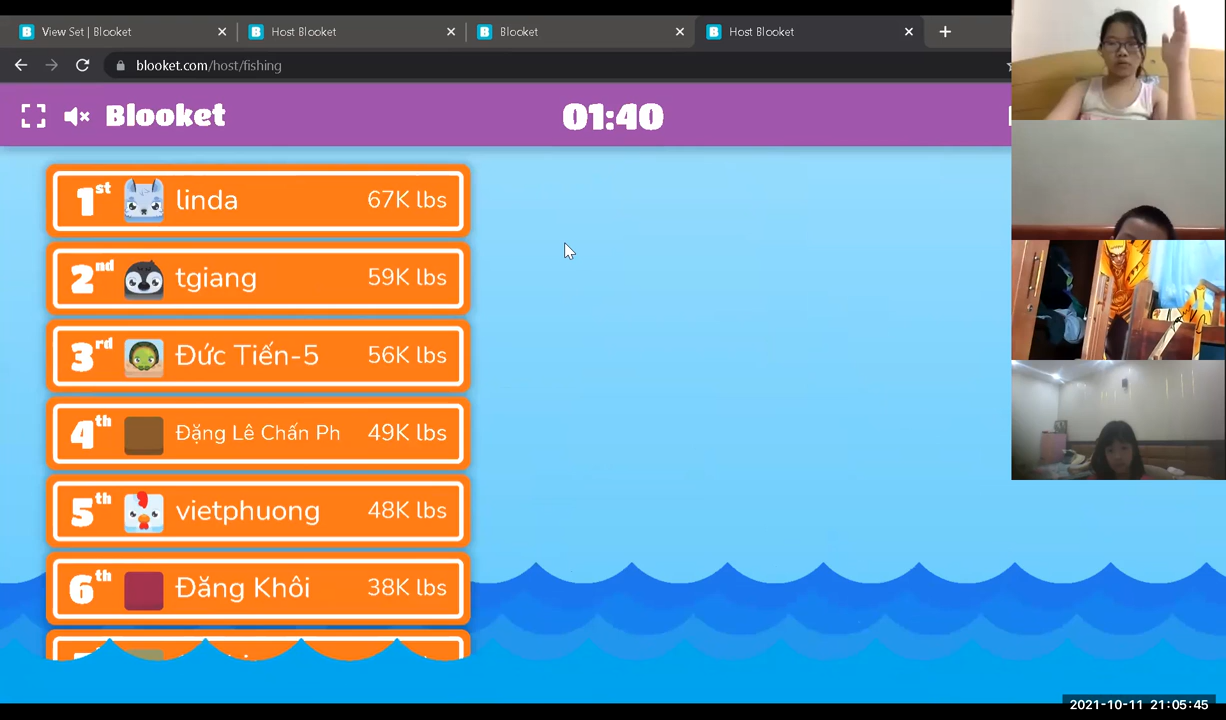 View Set | Blooket
Host Blooket
Blooket
Host Blooket
blooket.com/host/fishing
Blooket
01:40
1st linda 67K lbs
2nd tgiang 59K lbs
3rd Đức Tiến-5 56K lbs
4th Đặng Lê Chấn Ph 49K lbs
5th vietphuong 48K lbs
6th Đăng Khôi 38K lbs
2021-10-11 21:05:45